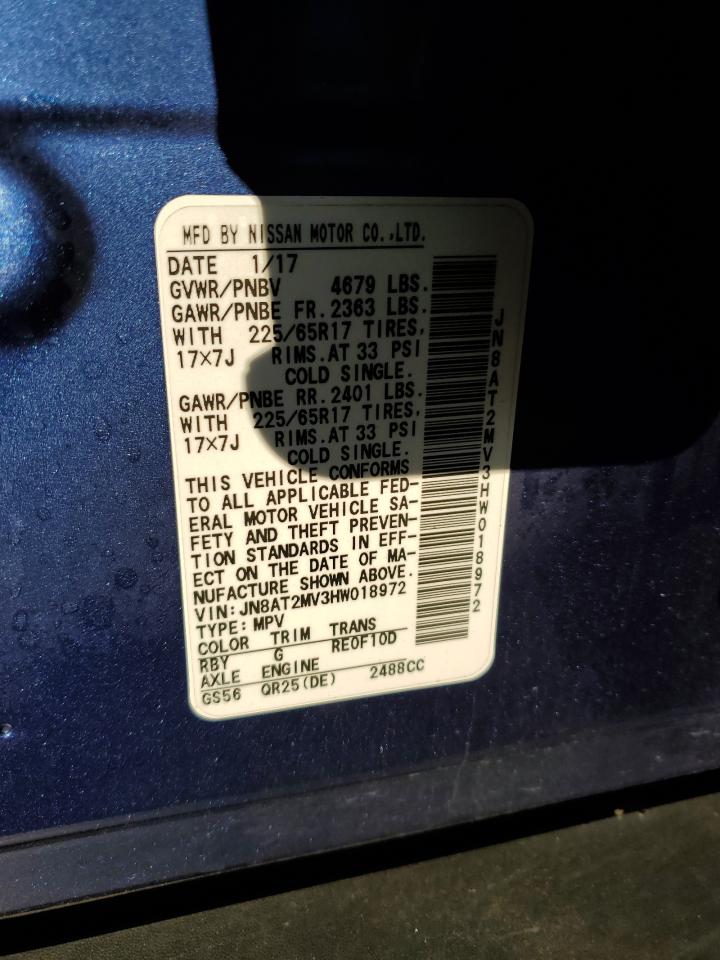 MFD BY NISSAN MOTOR CO.,LTD.
DATE 1/17
GVWR/PNBV 4679 LBS.
GAWR/PNBE FR.2363 LBS.
WITH 225/65R17 TIRES,
17×7J RIMS.AT 33 PSI
COLD SINGLE.
GAWR/PNBE RR.2401 LBS.
WITH 225/65R17 TIRES,
17×7J RIMS.AT 33 PSI
COLD SINGLE.
THIS VEHICLE CONFORMS
TO ALL APPLICABLE FED-
ERAL MOTOR VEHICLE SA-
FETY AND THEFT PREVEN-
TION STANDARDS IN EFF-
ECT ON THE DATE OF MA-
NUFACTURE SHOWN ABOVE.
VIN:JN8AT2MV3HW018972
TYPE:MPV
COLOR TRIM TRANS
RBY G RE0F10D
AXLE ENGINE
GS56 QR25(DE) 2488CC
JN8AT2MV3HW018972